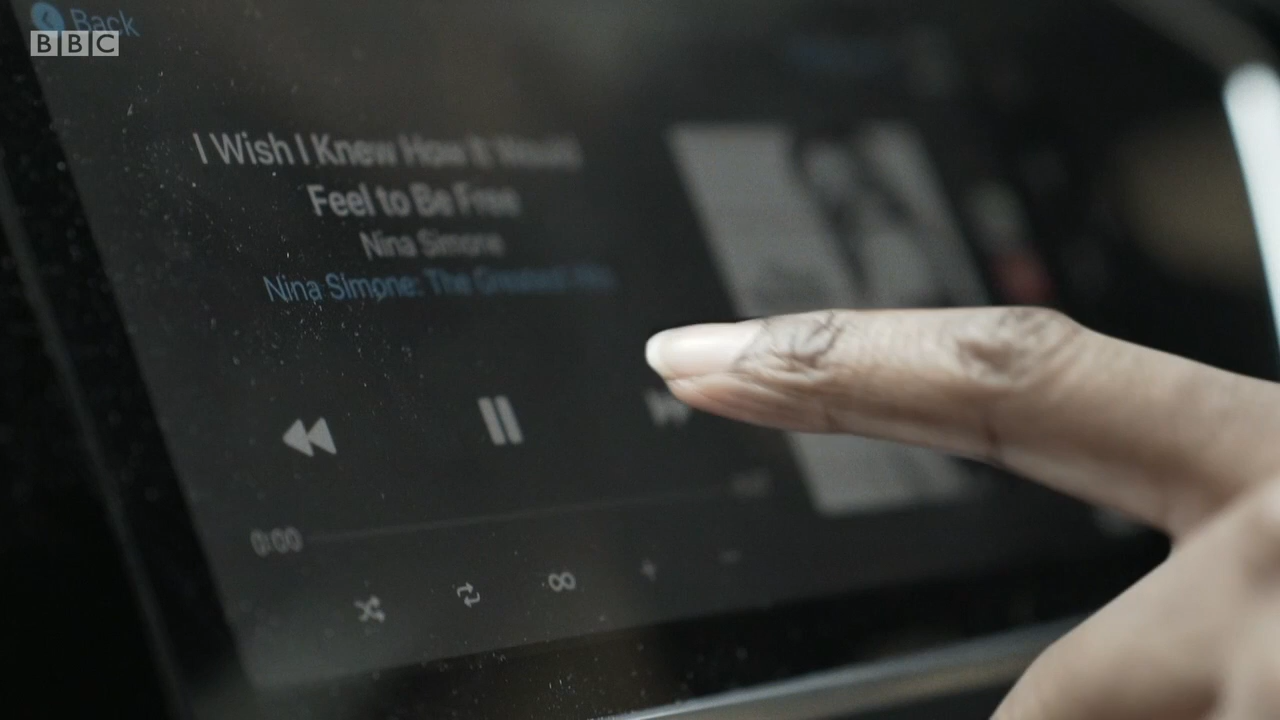 Back
BBC
I Wish I Knew How It Would
Feel to Be Free
Nina Simone
Nina Simone: The Greatest Hits
0:00